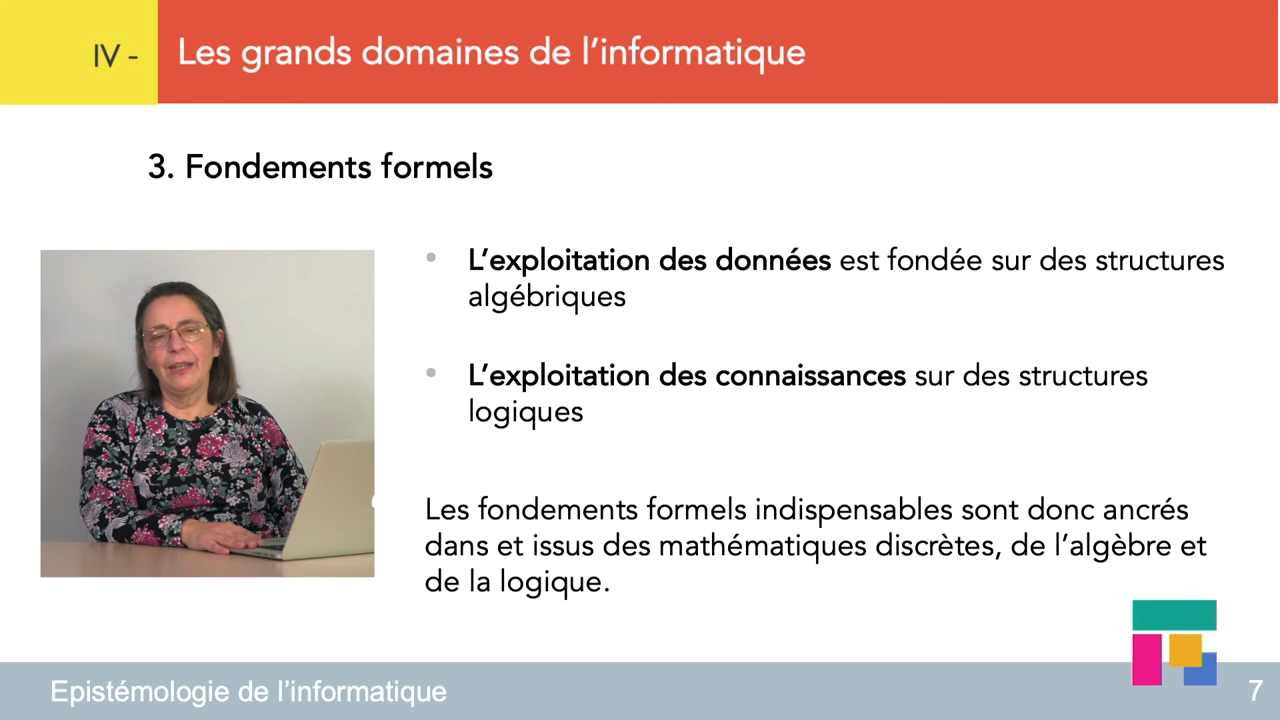 IV -
Les grands domaines de l’informatique
3. Fondements formels
• L’exploitation des données est fondée sur des structures
algébriques
• L’exploitation des connaissances sur des structures
logiques
Les fondements formels indispensables sont donc ancrés
dans et issus des mathématiques discrètes, de l’algèbre et
de la logique.
Epistémologie de l’informatique
7